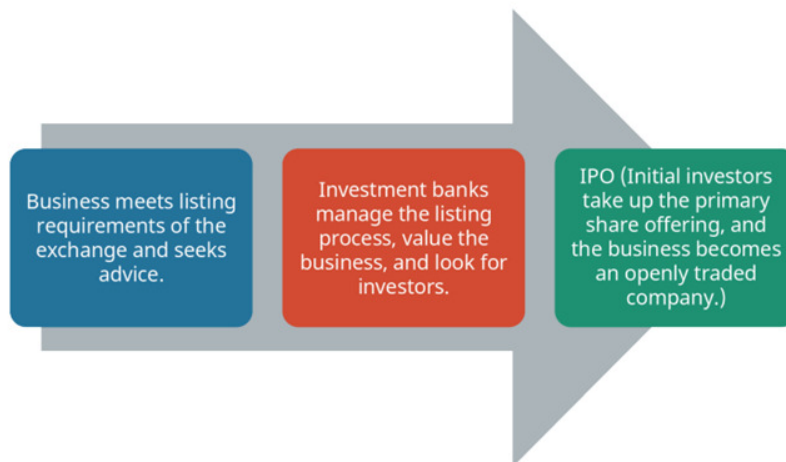 Business meets listing
requirements of the
exchange and seeks
advice.
Investment banks
manage the listing
process, value the
business, and look for
investors.
IPO (Initial investors
take up the primary
share offering, and
the business becomes
an openly traded
company.)